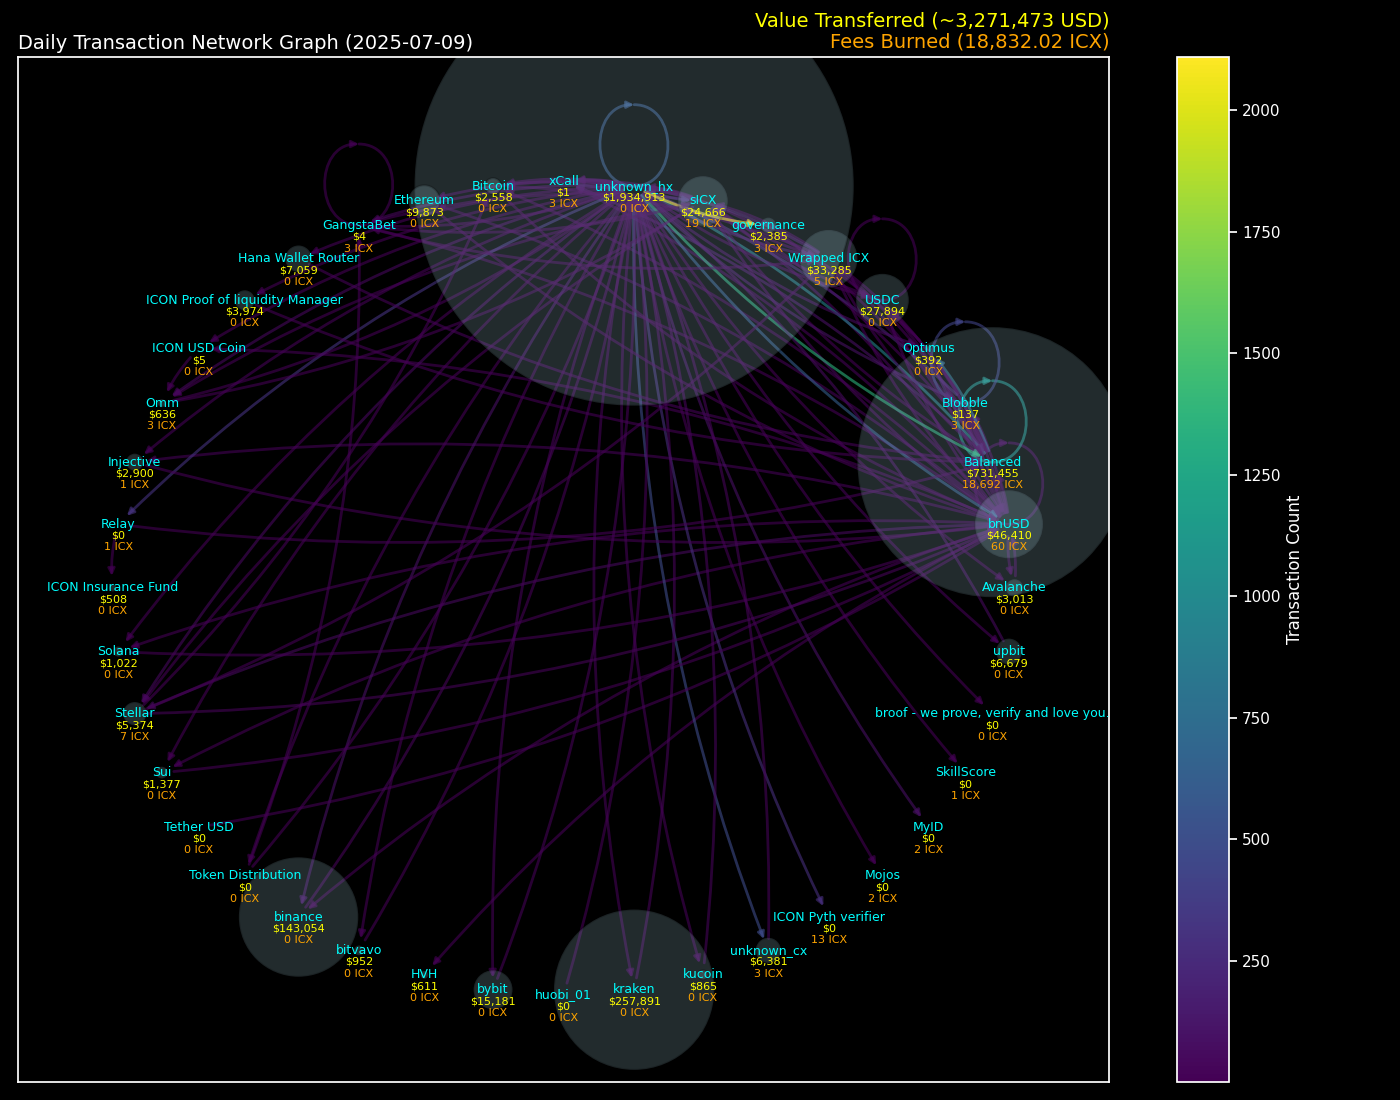 Value Transferred (~3,271,473 USD)
Daily Transaction Network Graph (2025-07-09)
Fees Burned (18,832.02 ICX)
xCall
$1
3 ICX
Bitcoin
$2,558
0 ICX
unknown_hx
$1,934,913
0 ICX
Ethereum
$9,873
0 ICX
sICX
$24,666
19 ICX
GangstaBet
$4
3 ICX
governance
$2,385
3 ICX
Hana Wallet Router
$7,059
0 ICX
Wrapped ICX
$33,285
5 ICX
ICON Proof of liquidity Manager
$3,974
0 ICX
USDC
$27,894
0 ICX
ICON USD Coin
$5
0 ICX
Optimus
$392
0 ICX
Omm
$636
3 ICX
Blobble
$137
3 ICX
Injective
$2,900
1 ICX
Balanced
$731,455
18,692 ICX
Relay
$0
1 ICX
bnUSD
$46,410
60 ICX
ICON Insurance Fund
$508
0 ICX
Avalanche
$3,013
0 ICX
Solana
$1,022
0 ICX
upbit
$6,679
0 ICX
Stellar
$5,374
7 ICX
broof - we prove, verify and love you.
$0
0 ICX
Sui
$1,377
0 ICX
SkillScore
$0
1 ICX
Tether USD
$0
0 ICX
MyID
$0
2 ICX
Token Distribution
$0
0 ICX
Mojos
$0
2 ICX
binance
$143,054
0 ICX
ICON Pyth verifier
$0
13 ICX
bitvavo
$952
0 ICX
unknown_cx
$6,381
3 ICX
HVH
$611
0 ICX
kucoin
$865
0 ICX
bybit
$15,181
0 ICX
huobi_01
$0
0 ICX
kraken
$257,891
0 ICX
2000
1750
1500
1250
1000
750
500
250
Transaction Count